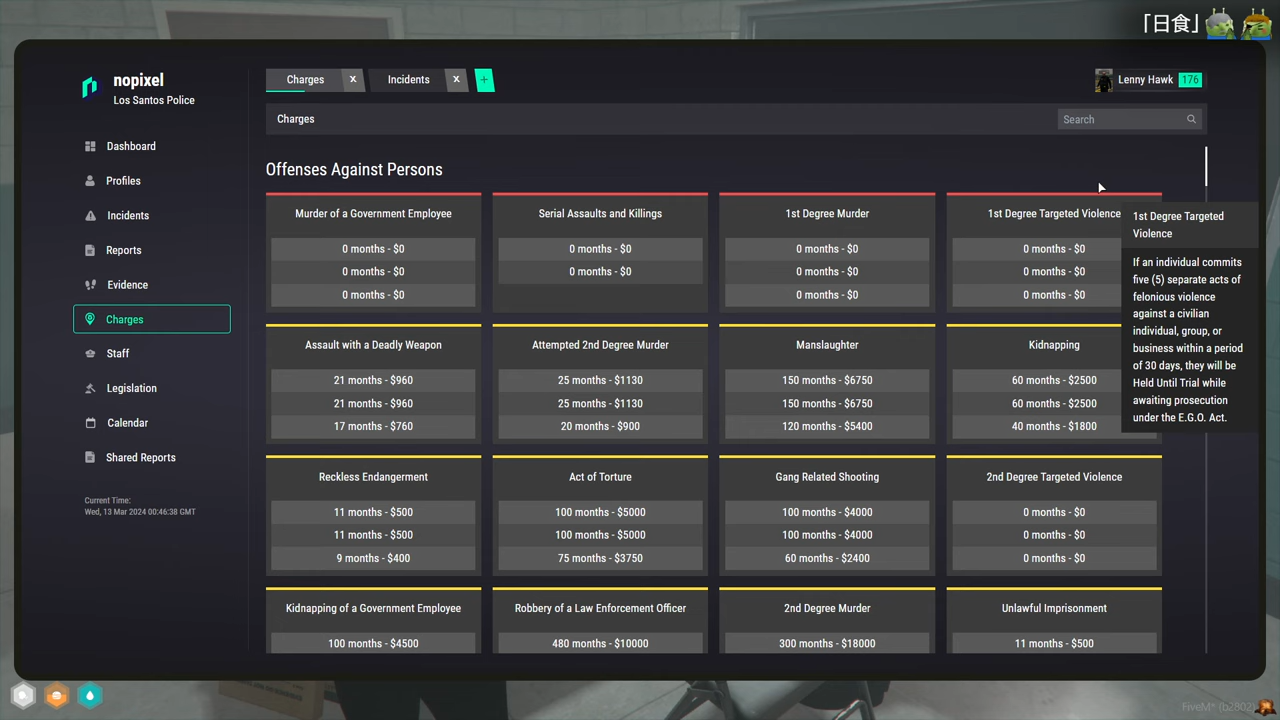 「日食」
nopixel
Los Santos Police
Charges x
Incidents x
+
Lenny Hawk 176
Charges
Search
Dashboard
Profiles
Incidents
Reports
Evidence
Charges
Staff
Legislation
Calendar
Shared Reports
Current Time:
Wed, 13 Mar 2024 00:46:38 GMT
Offenses Against Persons
Murder of a Government Employee
0 months - $0
0 months - $0
0 months - $0
Serial Assaults and Killings
0 months - $0
0 months - $0
1st Degree Murder
0 months - $0
0 months - $0
0 months - $0
1st Degree Targeted Violence
0 months - $0
0 months - $0
0 months - $0
1st Degree Targeted
Violence
If an individual commits
five (5) separate acts of
felonious violence
against a civilian
individual, group, or
business within a period
of 30 days, they will be
Held Until Trial while
awaiting prosecution
under the E.G.O. Act.
Assault with a Deadly Weapon
21 months - $960
21 months - $960
17 months - $760
Attempted 2nd Degree Murder
25 months - $1130
25 months - $1130
20 months - $900
Manslaughter
150 months - $6750
150 months - $6750
120 months - $5400
Kidnapping
60 months - $2500
60 months - $2500
40 months - $1800
Reckless Endangerment
11 months - $500
11 months - $500
9 months - $400
Act of Torture
100 months - $5000
100 months - $5000
75 months - $3750
Gang Related Shooting
100 months - $4000
100 months - $4000
60 months - $2400
2nd Degree Targeted Violence
0 months - $0
0 months - $0
0 months - $0
Kidnapping of a Government Employee
100 months - $4500
Robbery of a Law Enforcement Officer
480 months - $10000
2nd Degree Murder
300 months - $18000
Unlawful Imprisonment
11 months - $500
FiveM* (b2802)